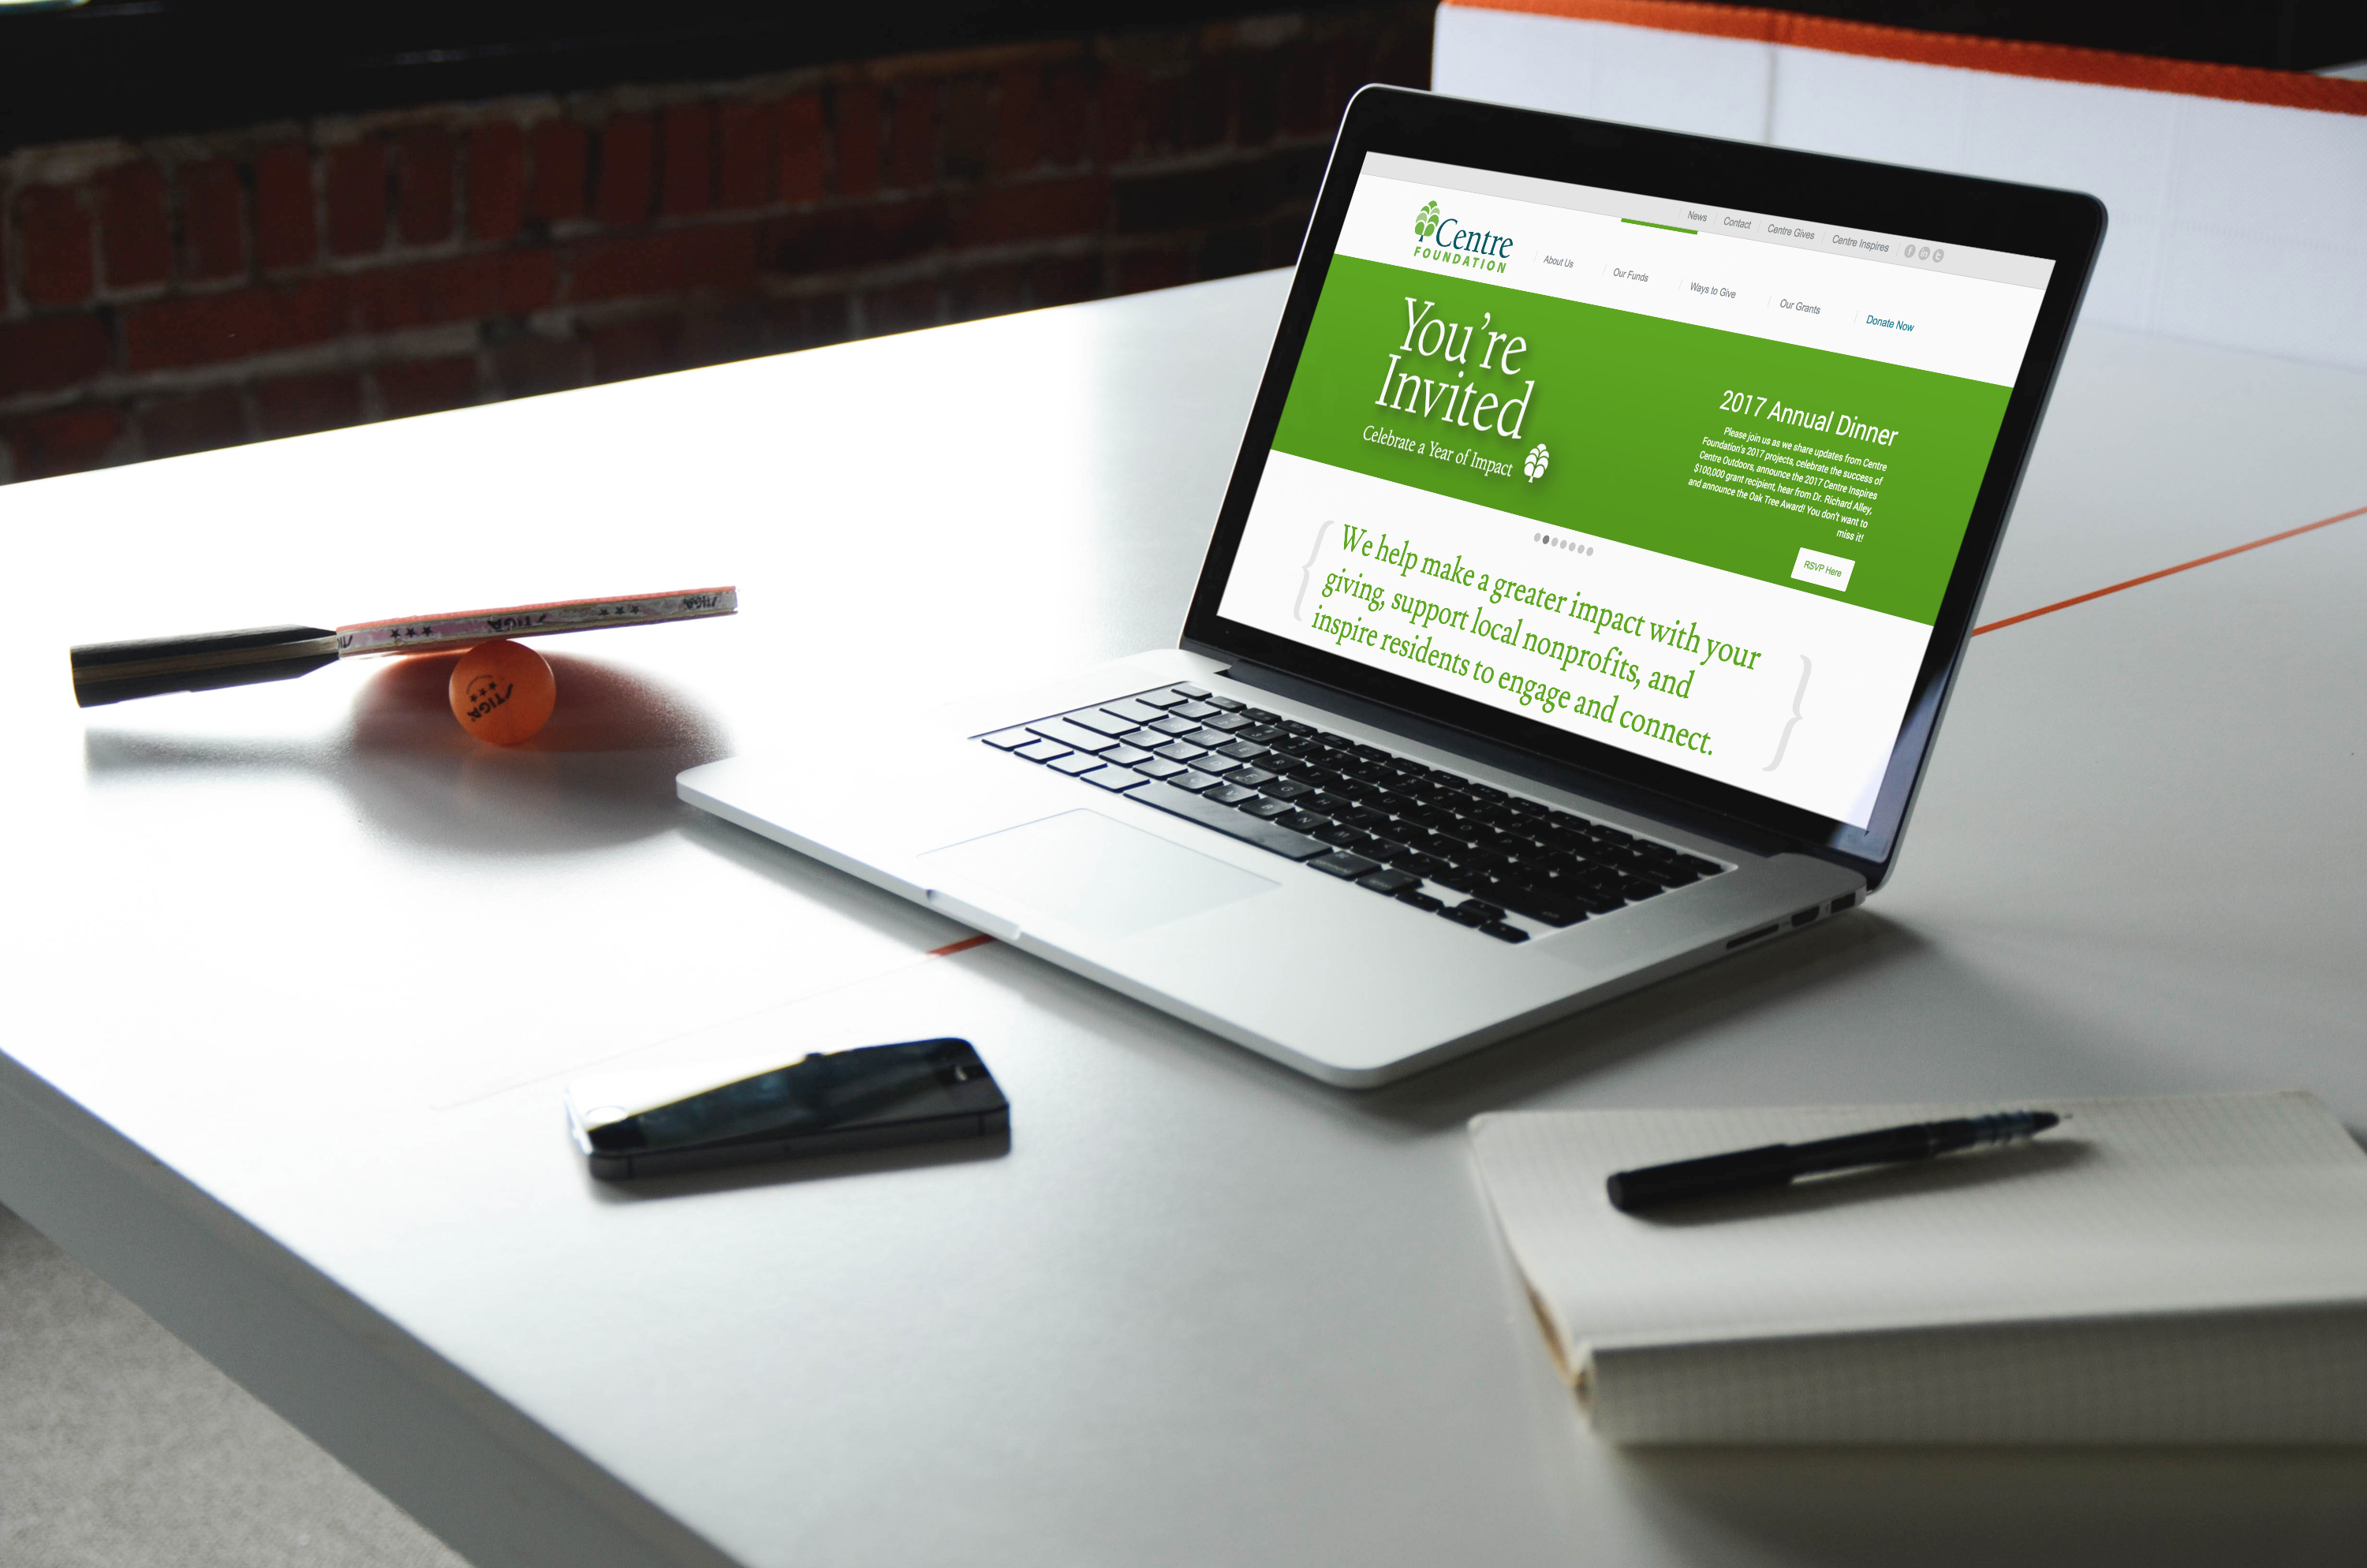 News
Contact
Centre Gives
Centre Inspires
Centre
FOUNDATION
About Us
Our Funds
Ways to Give
Our Grants
Donate Now
You're
Invited
Celebrate a Year of Impact
2017 Annual Dinner
Please join us as we share updates from Centre
Foundation's 2017 projects, celebrate the success of
Centre Outdoors, announce the 2017 Centre Inspires
$100,000 grant recipient, hear from Dr. Richard Alley,
and announce the Oak Tree Award! You don't want to
miss it!
RSVP Here
{ We help make a greater impact with your
giving, support local nonprofits, and
inspire residents to engage and connect. }
STIGA
STIGA
STIGA